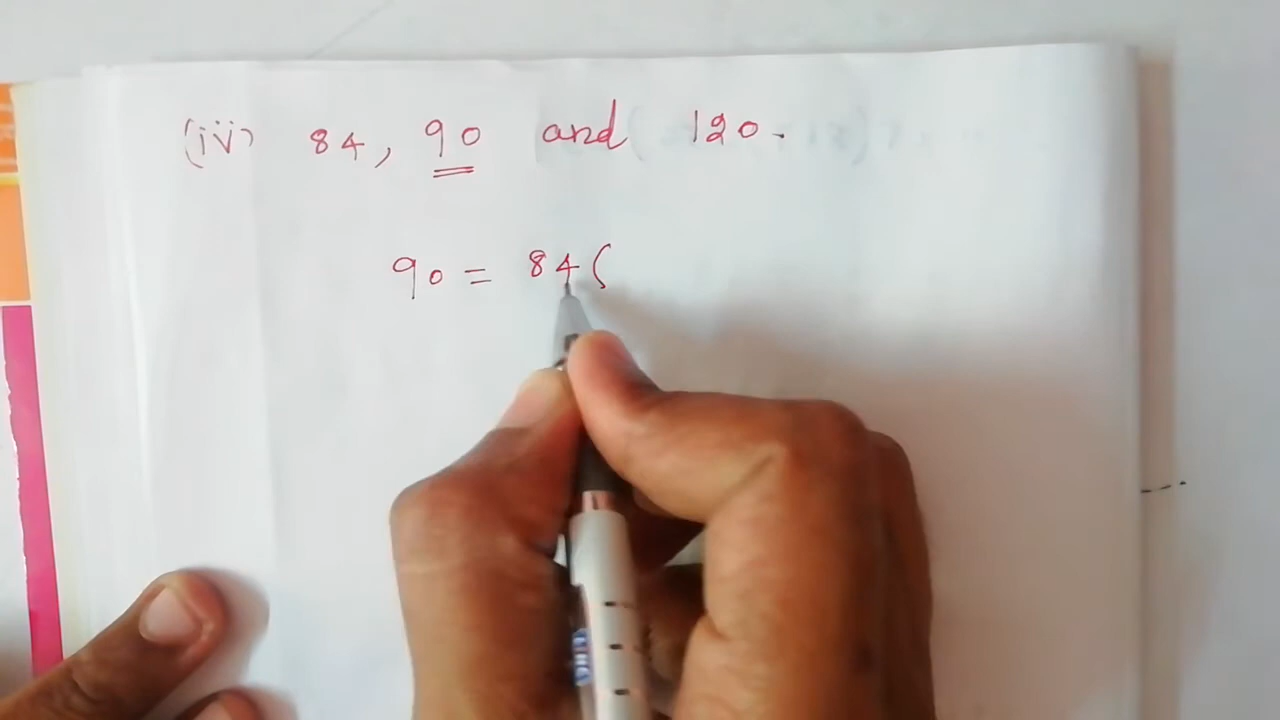 (iv) 84, 90 and 120.
90 = 84(